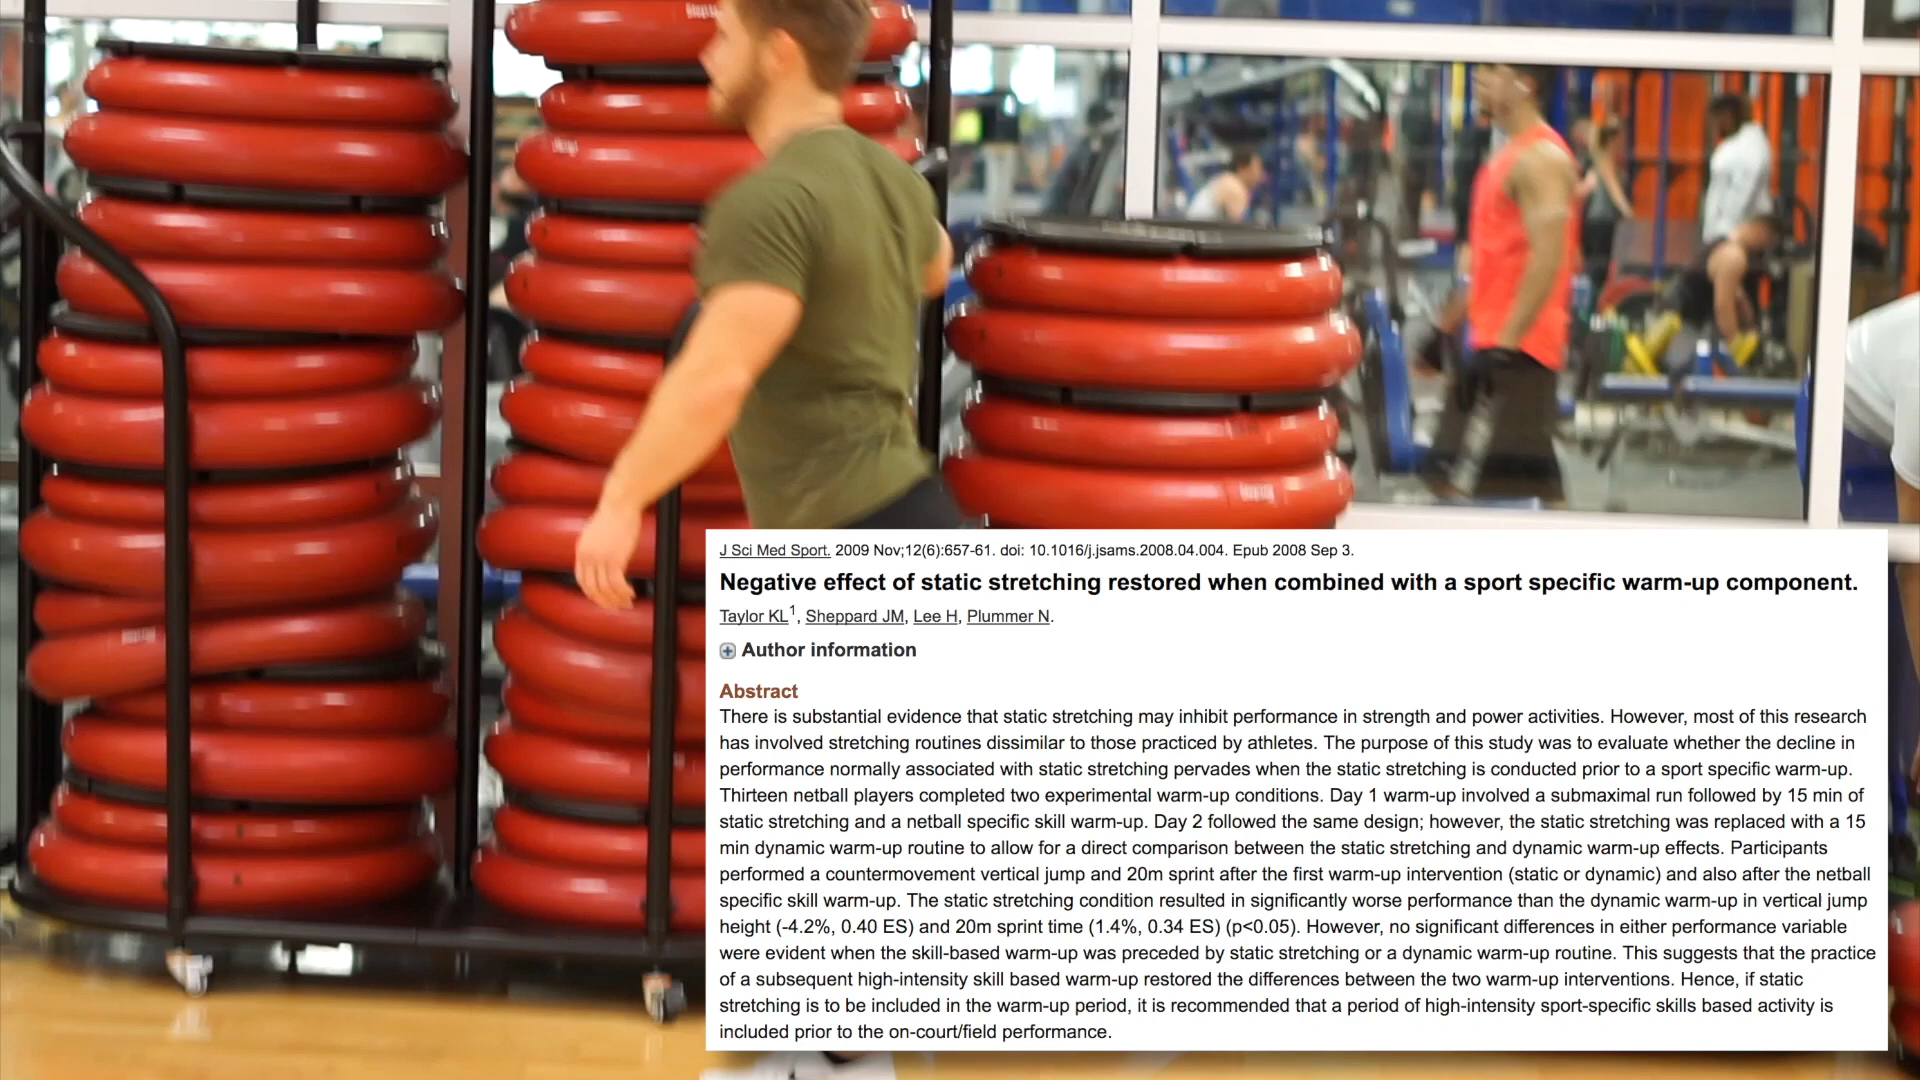 J Sci Med Sport. 2009 Nov;12(6):657-61. doi: 10.1016/j.jsams.2008.04.004. Epub 2008 Sep 3.
Negative effect of static stretching restored when combined with a sport specific warm-up component.
Taylor KL1, Sheppard JM, Lee H, Plummer N.
Author information
Abstract
There is substantial evidence that static stretching may inhibit performance in strength and power activities. However, most of this research
has involved stretching routines dissimilar to those practiced by athletes. The purpose of this study was to evaluate whether the decline in
performance normally associated with static stretching pervades when the static stretching is conducted prior to a sport specific warm-up.
Thirteen netball players completed two experimental warm-up conditions. Day 1 warm-up involved a submaximal run followed by 15 min of
static stretching and a netball specific skill warm-up. Day 2 followed the same design; however, the static stretching was replaced with a 15
min dynamic warm-up routine to allow for a direct comparison between the static stretching and dynamic warm-up effects. Participants
performed a countermovement vertical jump and 20m sprint after the first warm-up intervention (static or dynamic) and also after the netball
specific skill warm-up. The static stretching condition resulted in significantly worse performance than the dynamic warm-up in vertical jump
height (-4.2%, 0.40 ES) and 20m sprint time (1.4%, 0.34 ES) (p<0.05). However, no significant differences in either performance variable
were evident when the skill-based warm-up was preceded by static stretching or a dynamic warm-up routine. This suggests that the practice
of a subsequent high-intensity skill based warm-up restored the differences between the two warm-up interventions. Hence, if static
stretching is to be included in the warm-up period, it is recommended that a period of high-intensity sport-specific skills based activity is
included prior to the on-court/field performance.